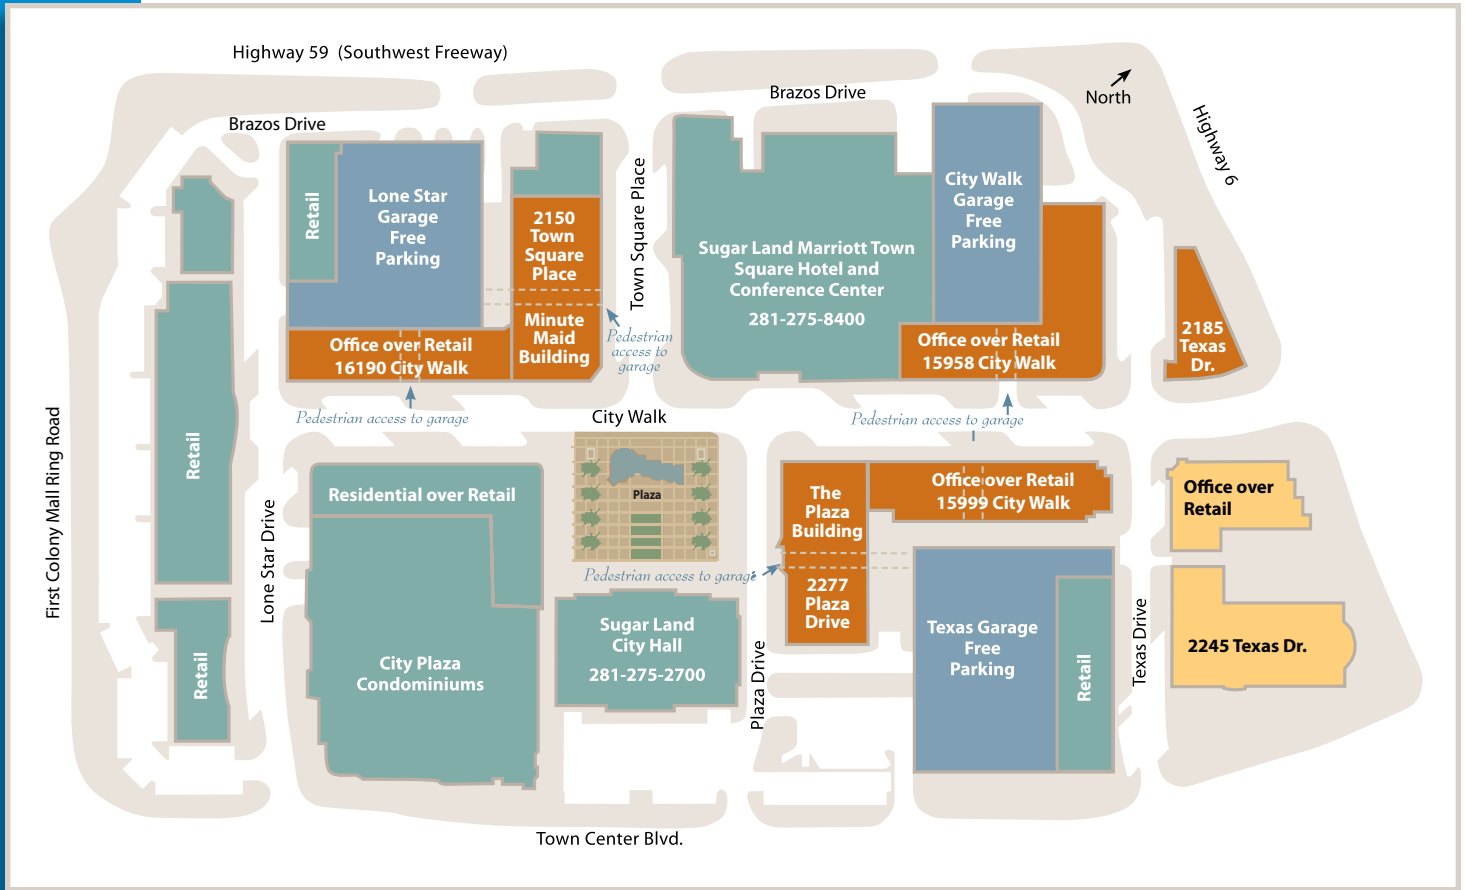 Highway 59 (Southwest Freeway)
Brazos Drive
North
Brazos Drive
Highway 6
Retail
Lone Star
Garage
Free
Parking
2150
Town
Square
Place
Minute
Maid
Building
Town Square Place
Sugar Land Marriott Town
Square Hotel and
Conference Center
281-275-8400
City Walk
Garage
Free
Parking
Office over Retail
15958 City Walk
2185
Texas
Dr.
Office over Retail
16190 City Walk
Pedestrian
access to
garage
Pedestrian access to garage
City Walk
Pedestrian access to garage
First Colony Mall Ring Road
Retail
Retail
Lone Star Drive
Residential over Retail
City Plaza
Condominiums
Plaza
Pedestrian access to garage
Sugar Land
City Hall
281-275-2700
Plaza Drive
The
Plaza
Building
2277
Plaza
Drive
Office over Retail
15999 City Walk
Texas Garage
Free
Parking
Retail
Texas Drive
Office over
Retail
2245 Texas Dr.
Town Center Blvd.